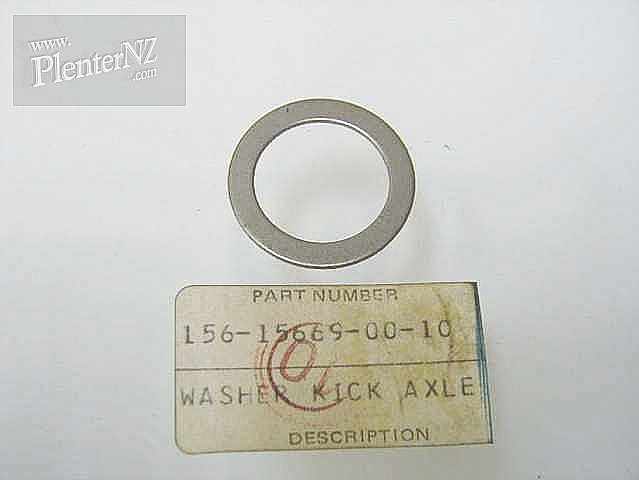 www.
PlenterNZ
.com
PART NUMBER
156-15669-00-10
WASHER KICK AXLE
DESCRIPTION